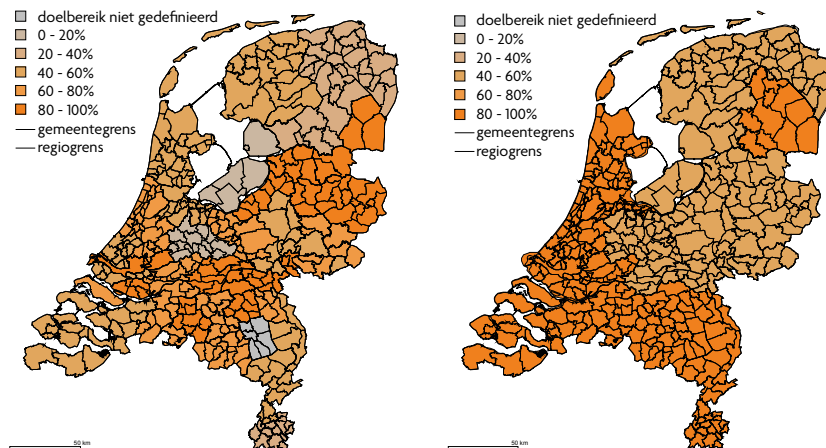 doelbereik niet gedefinieerd
0 - 20%
20 - 40%
40 - 60%
60 - 80%
80 - 100%
gemeentegrens
regiogrens
50 km
doelbereik niet gedefinieerd
0 - 20%
20 - 40%
40 - 60%
60 - 80%
80 - 100%
gemeentegrens
regiogrens
50 km